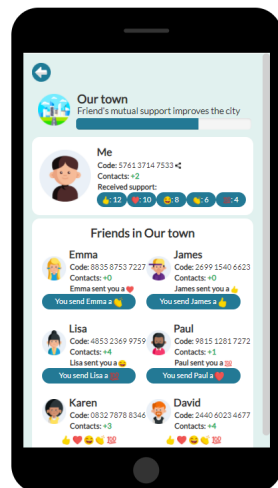 Our town
Friend's mutual support improves the city
Me
Code: 5761 3714 7533
Contacts: +2
Received support:
👍: 12 ❤️: 10 😂: 8 👏: 6 💯: 4
Friends in Our town
Emma
Code: 8835 8753 7227
Contacts: +0
Emma sent you a ❤️
You send Emma a 👏
James
Code: 2699 1540 6623
Contacts: +0
James sent you a 👍
You send James a 👍
Lisa
Code: 4853 2369 9759
Contacts: +4
Lisa sent you a 😂
You send Lisa a 💯
Paul
Code: 9815 1281 7272
Contacts: +1
Paul sent you a 💯
You send Paul a ❤️
Karen
Code: 0832 7878 8346
Contacts: +3
👍 ❤️ 😂 👏 💯
David
Code: 2440 6023 4677
Contacts: +4
👍 ❤️ 😂 👏 💯